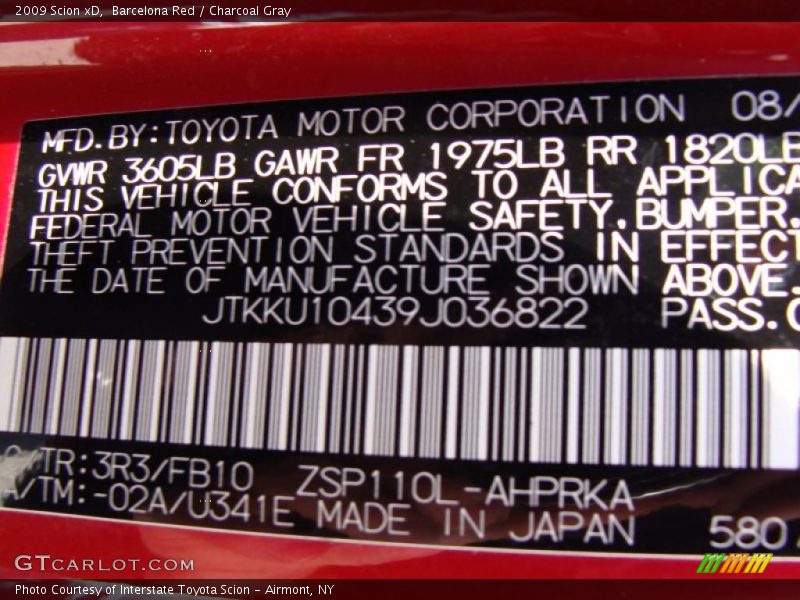 2009 Scion xD, Barcelona Red / Charcoal Gray
MFD.BY:TOYOTA MOTOR CORPORATION 08/
GVWR 3605LB GAWR FR 1975LB RR 1820LB
THIS VEHICLE CONFORMS TO ALL APPLICA
FEDERAL MOTOR VEHICLE SAFETY,BUMPER,
THEFT PREVENTION STANDARDS IN EFFECT
THE DATE OF MANUFACTURE SHOWN ABOVE.
JTKKU10439J036822 PASS.C
TR:3R3/FB10 ZSP110L-AHPRKA
A/TM:-02A/U341E MADE IN JAPAN 580
GTCARLOT.COM
Photo Courtesy of Interstate Toyota Scion - Airmont, NY